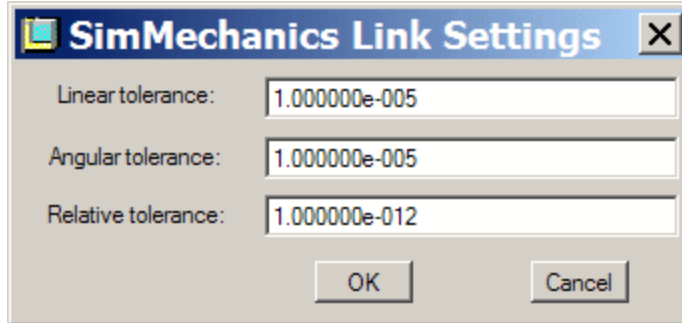 SimMechanics Link Settings
Linear tolerance: 1.000000e-005
Angular tolerance: 1.000000e-005
Relative tolerance: 1.000000e-012
OK Cancel